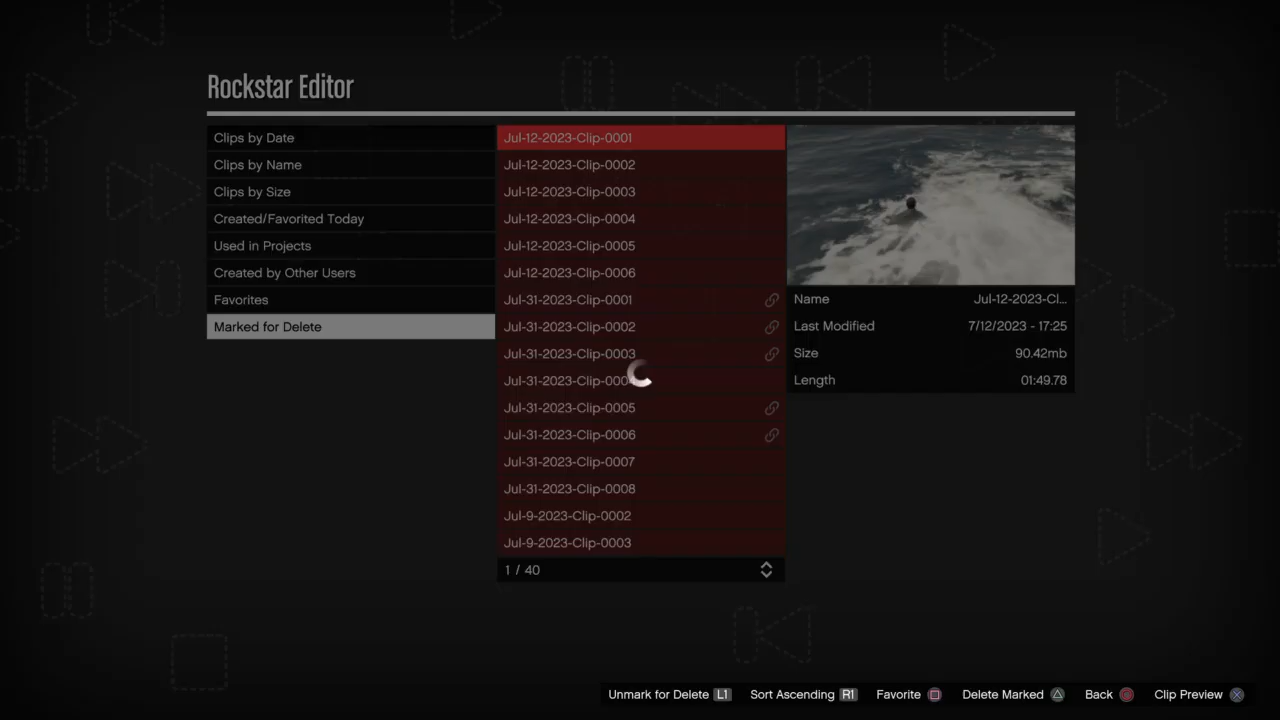 Rockstar Editor
Clips by Date
Clips by Name
Clips by Size
Created/Favorited Today
Used in Projects
Created by Other Users
Favorites
Marked for Delete
Jul-12-2023-Clip-0001
Jul-12-2023-Clip-0002
Jul-12-2023-Clip-0003
Jul-12-2023-Clip-0004
Jul-12-2023-Clip-0005
Jul-12-2023-Clip-0006
Jul-31-2023-Clip-0001
Jul-31-2023-Clip-0002
Jul-31-2023-Clip-0003
Jul-31-2023-Clip-0004
Jul-31-2023-Clip-0005
Jul-31-2023-Clip-0006
Jul-31-2023-Clip-0007
Jul-31-2023-Clip-0008
Jul-9-2023-Clip-0002
Jul-9-2023-Clip-0003
1 / 40
Name Jul-12-2023-Cl...
Last Modified 7/12/2023 - 17:25
Size 90.42mb
Length 01:49.78
Unmark for Delete L1 Sort Ascending R1 Favorite Delete Marked Back Clip Preview